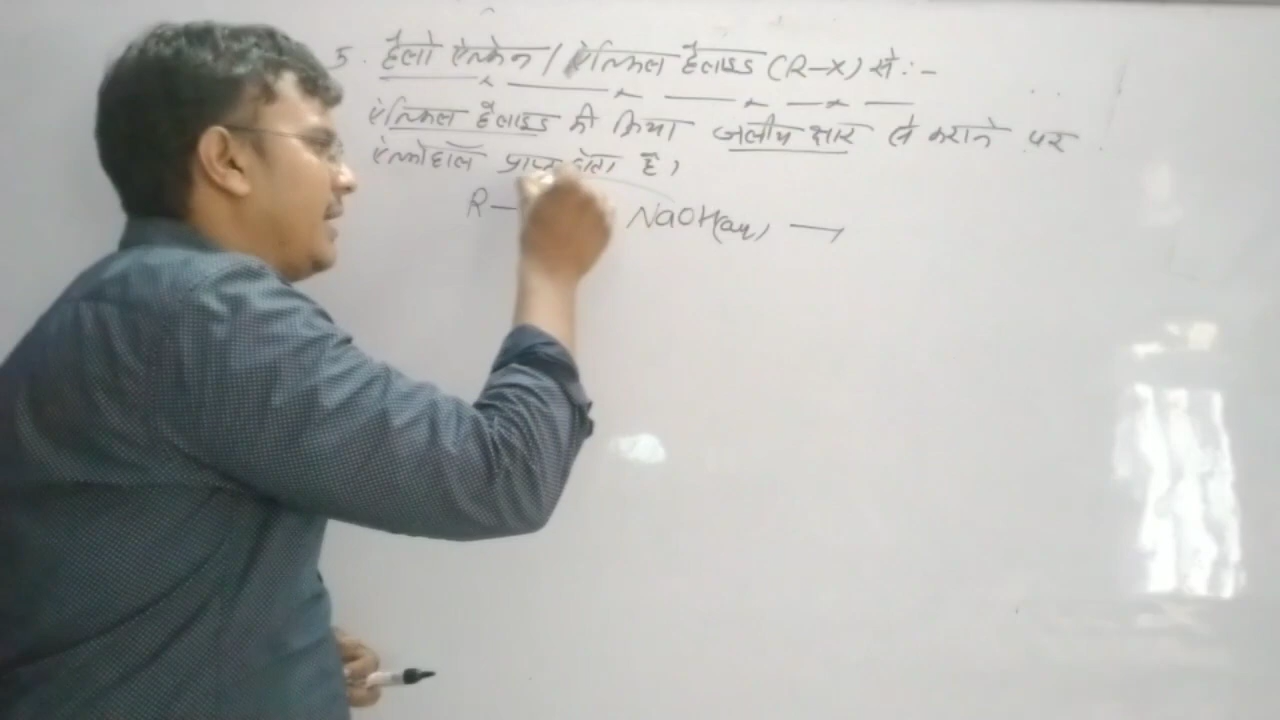 5. हैलो ऐल्केन / ऐल्किल हैलाइड (R-X) से :-
ऐल्किल हैलाइड की क्रिया जलीय क्षार से कराने पर
ऐल्कोहॉल प्राप्त होता है।
R- NaOH(aq) →